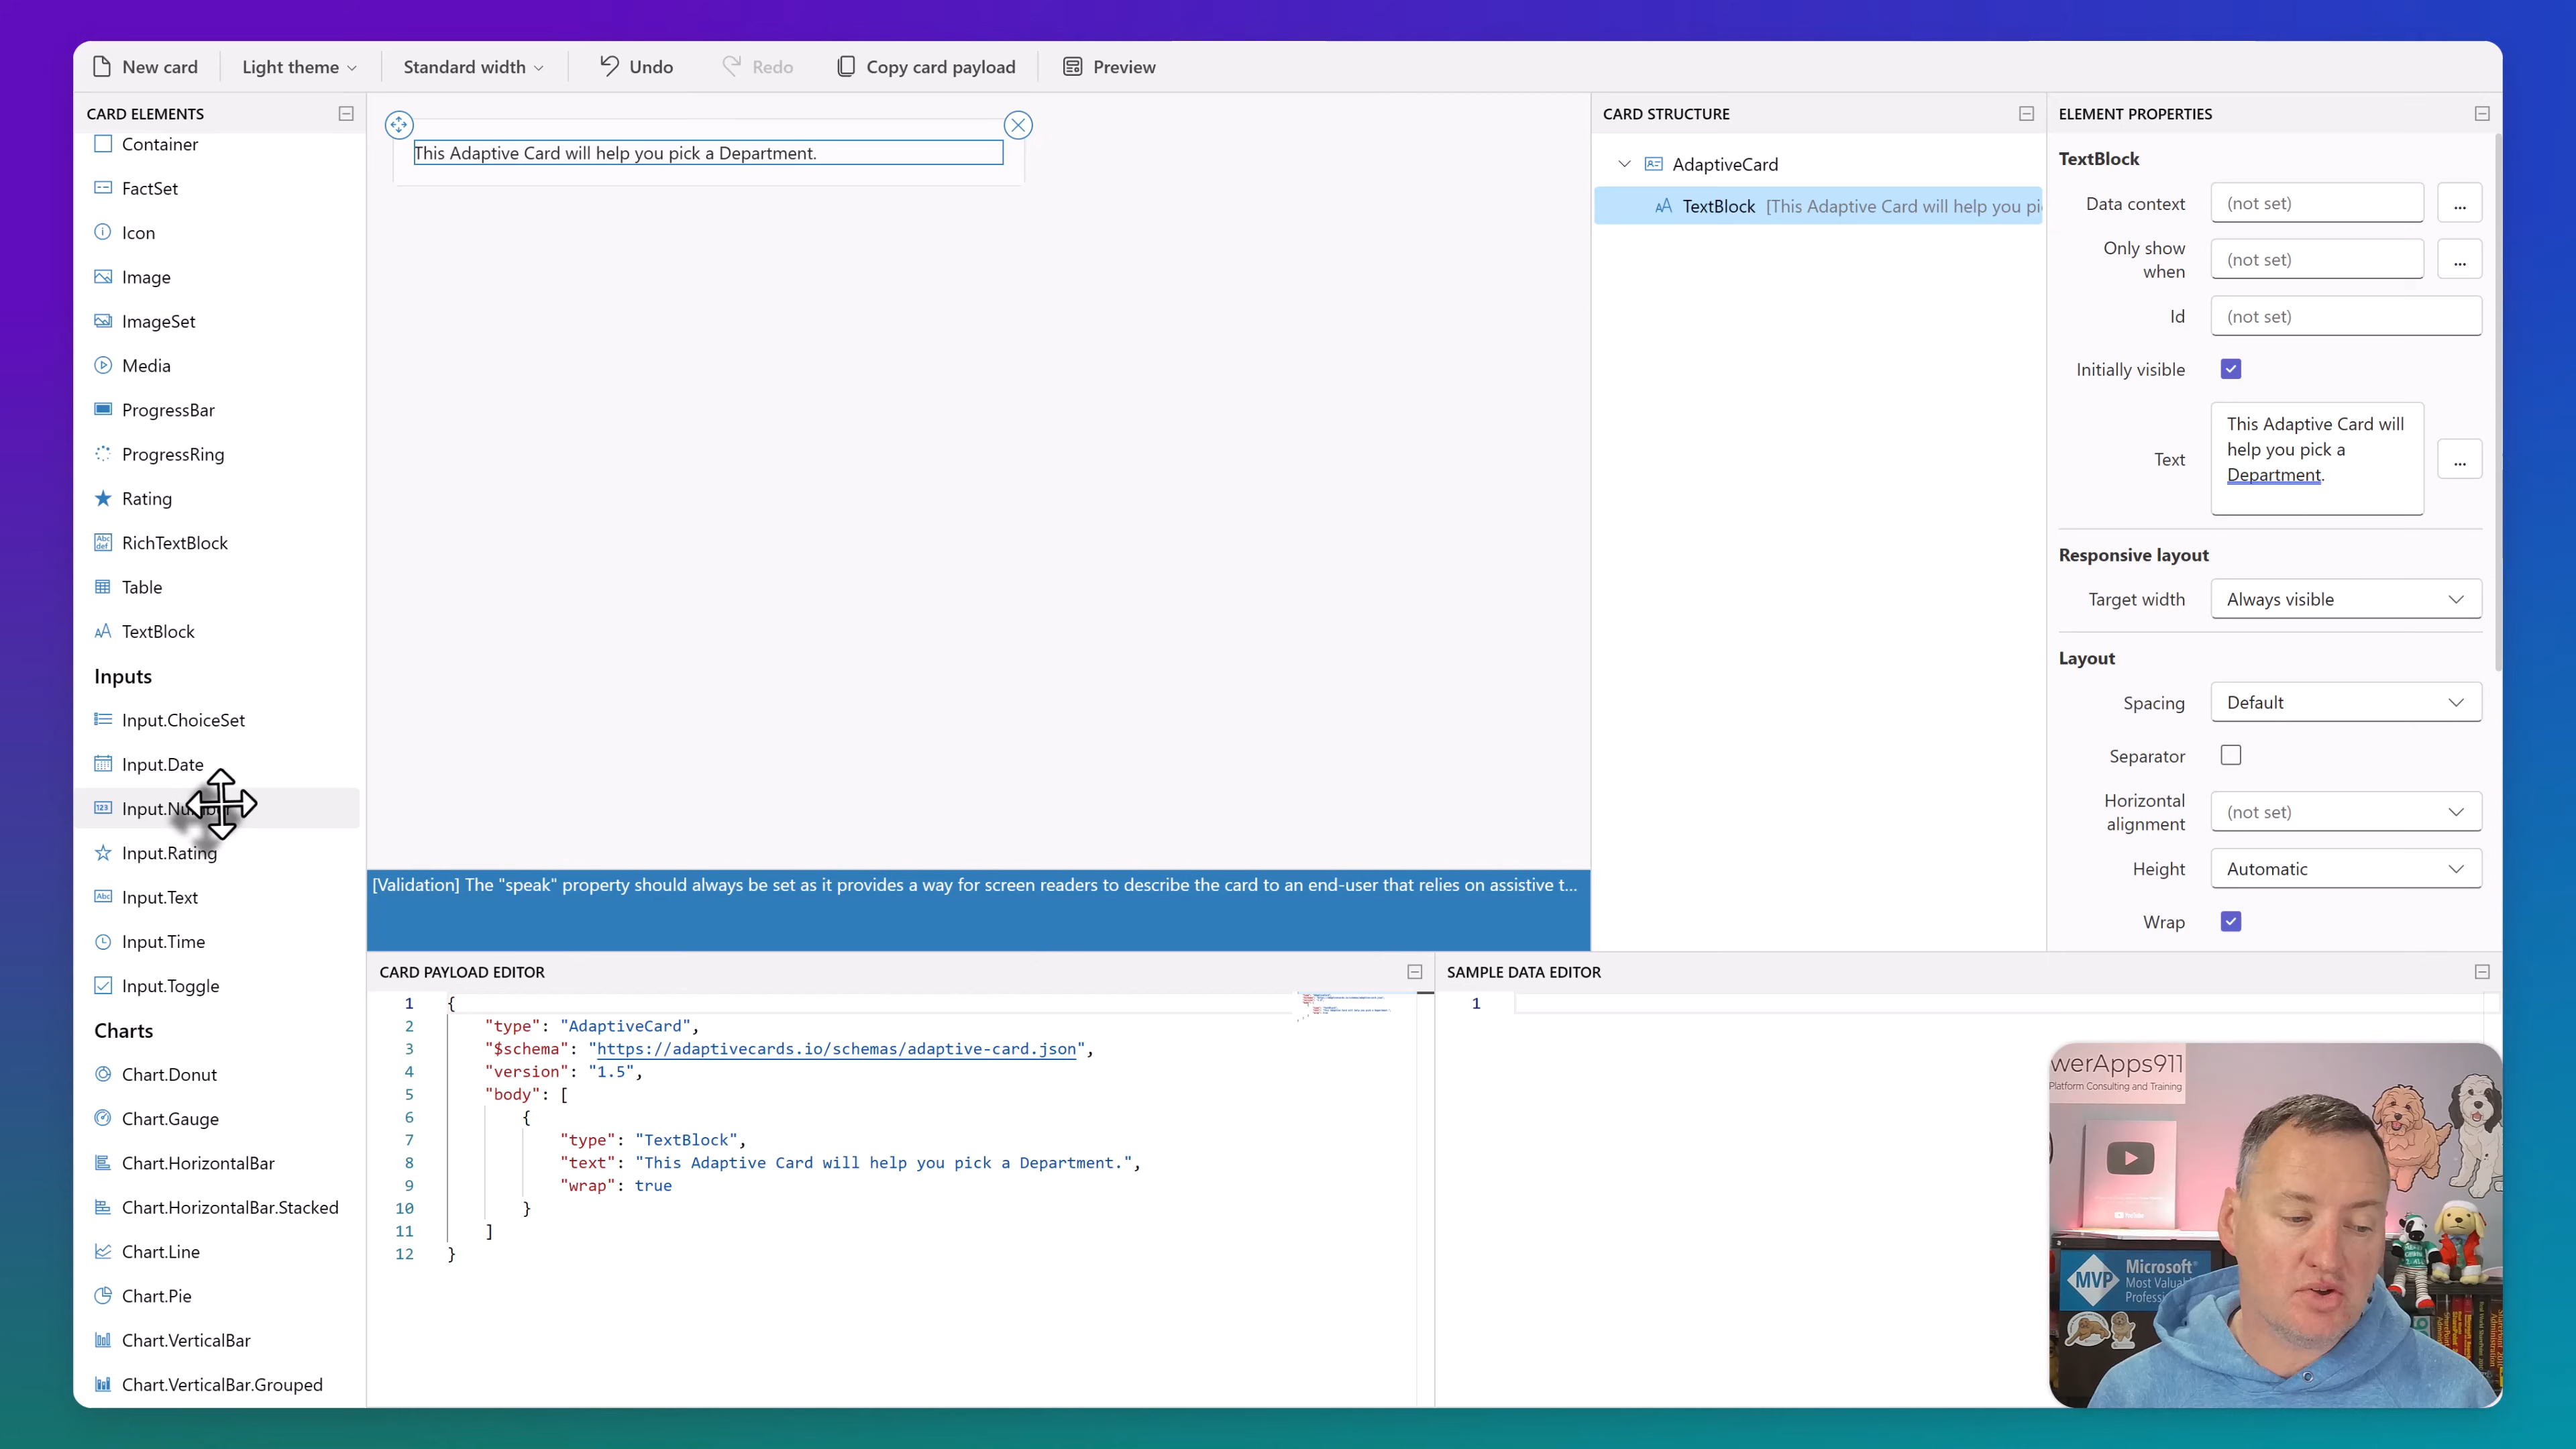 New card
Light theme
Standard width
Undo
Redo
Copy card payload
Preview
CARD ELEMENTS
Container
FactSet
Icon
Image
ImageSet
Media
ProgressBar
ProgressRing
Rating
RichTextBlock
Table
TextBlock
Inputs
Input.ChoiceSet
Input.Date
Input.Rating
Input.Text
Input.Time
Input.Toggle
Charts
Chart.Donut
Chart.Gauge
Chart.HorizontalBar
Chart.HorizontalBar.Stacked
Chart.Line
Chart.Pie
Chart.VerticalBar
Chart.VerticalBar.Grouped
This Adaptive Card will help you pick a Department.
[Validation] The "speak" property should always be set as it provides a way for screen readers to describe the card to an end-user that relies on assistive t...
CARD STRUCTURE
AdaptiveCard
TextBlock [This Adaptive Card will help you pi
ELEMENT PROPERTIES
TextBlock
Data context (not set) ...
Only show when (not set) ...
Id (not set)
Initially visible
Text
This Adaptive Card will
help you pick a
Department.
...
Responsive layout
Target width Always visible
Layout
Spacing Default
Separator
Horizontal alignment (not set)
Height Automatic
Wrap
CARD PAYLOAD EDITOR
1 {
2 "type": "AdaptiveCard",
3 "$schema": "https://adaptivecards.io/schemas/adaptive-card.json",
4 "version": "1.5",
5 "body": [
6 {
7 "type": "TextBlock",
8 "text": "This Adaptive Card will help you pick a Department.",
9 "wrap": true
10 }
11 ]
12 }
SAMPLE DATA EDITOR
1
werApps911
Platform Consulting and Training
YouTube
MVP
Microsoft
Most Valu
Profess